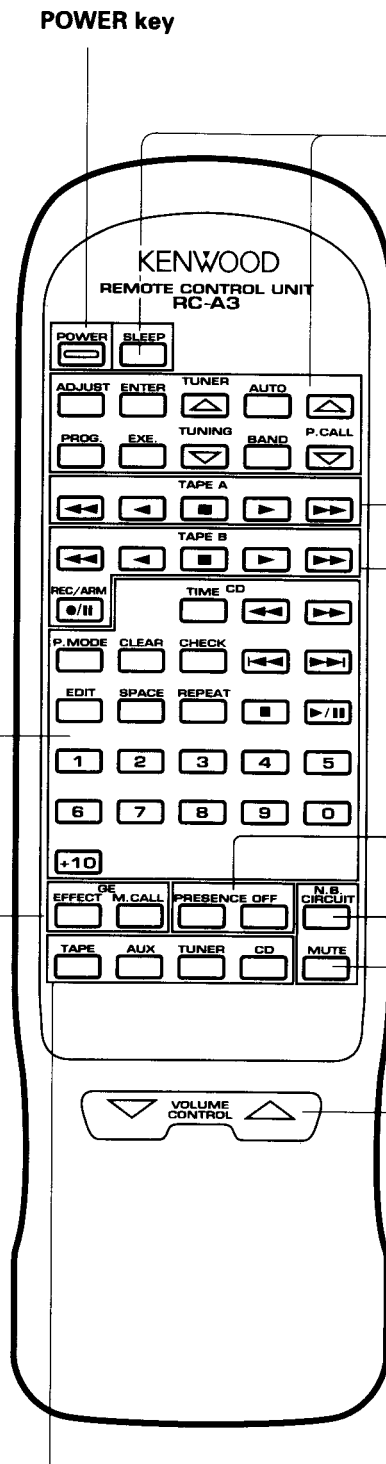 POWER key
KENWOOD
REMOTE CONTROL UNIT
RC-A3
POWER SLEEP
ADJUST ENTER TUNER AUTO
PROG. EXE. TUNING BAND P.CALL
TAPE A
TAPE B
REC/ARM TIME CD
P.MODE CLEAR CHECK
EDIT SPACE REPEAT
1 2 3 4 5
6 7 8 9 0
+10
GE
EFFECT M.CALL PRESENCE OFF N.B. CIRCUIT
TAPE AUX TUNER CD MUTE
VOLUME
CONTROL